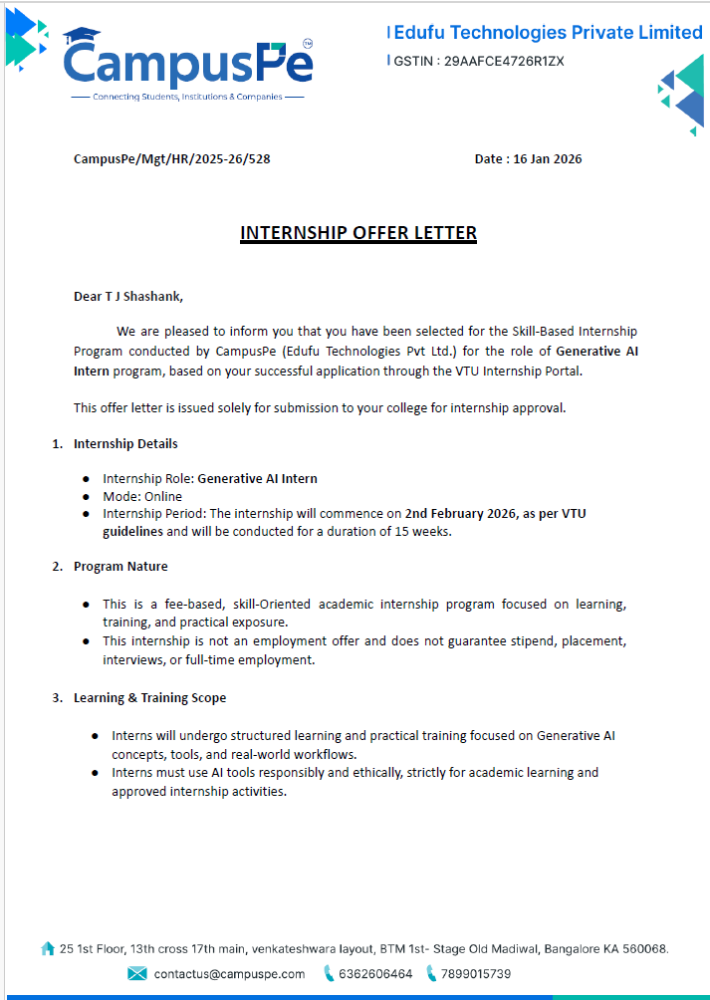 CampusPe TM
Connecting Students, Institutions & Companies
Edufu Technologies Private Limited
GSTIN : 29AAFCE4726R1ZX
CampusPe/Mgt/HR/2025-26/528 Date : 16 Jan 2026
INTERNSHIP OFFER LETTER
Dear T J Shashank,
We are pleased to inform you that you have been selected for the Skill-Based Internship
Program conducted by CampusPe (Edufu Technologies Pvt Ltd.) for the role of Generative AI
Intern program, based on your successful application through the VTU Internship Portal.
This offer letter is issued solely for submission to your college for internship approval.
1. Internship Details
● Internship Role: Generative AI Intern
● Mode: Online
● Internship Period: The internship will commence on 2nd February 2026, as per VTU
guidelines and will be conducted for a duration of 15 weeks.
2. Program Nature
● This is a fee-based, skill-Oriented academic internship program focused on learning,
training, and practical exposure.
● This internship is not an employment offer and does not guarantee stipend, placement,
interviews, or full-time employment.
3. Learning & Training Scope
● Interns will undergo structured learning and practical training focused on Generative AI
concepts, tools, and real-world workflows.
● Interns must use AI tools responsibly and ethically, strictly for academic learning and
approved internship activities.
25 1st Floor, 13th cross 17th main, venkateshwara layout, BTM 1st- Stage Old Madiwal, Bangalore KA 560068.
contactus@campuspe.com 6362606464 7899015739